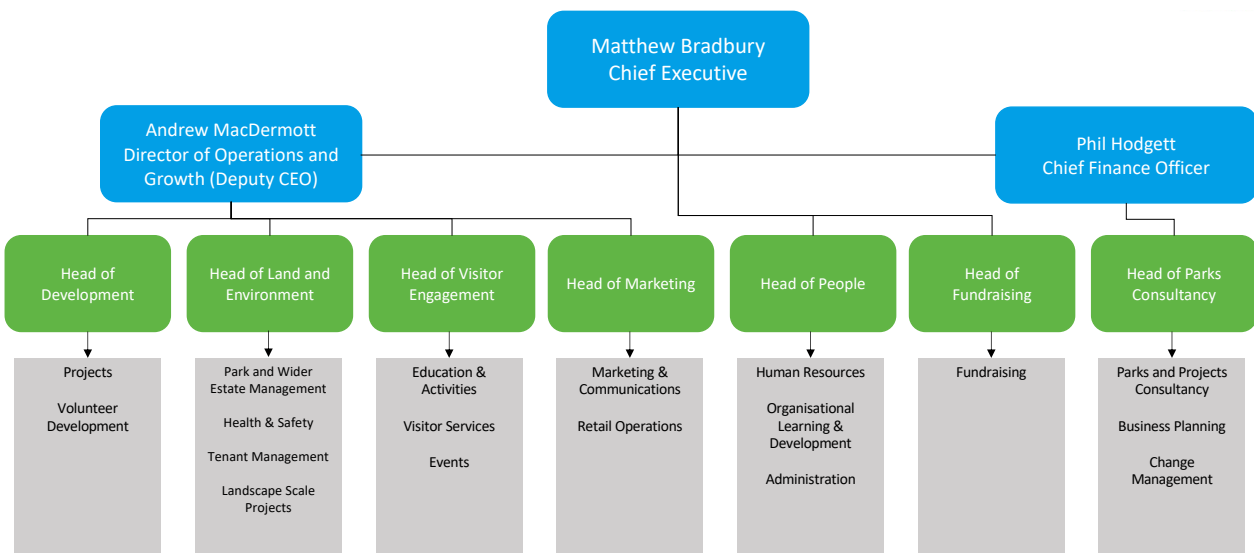 Matthew Bradbury
Chief Executive
Andrew MacDermott
Director of Operations and
Growth (Deputy CEO)
Phil Hodgett
Chief Finance Officer
Head of
Development
Head of Land and
Environment
Head of Visitor
Engagement
Head of Marketing
Head of People
Head of
Fundraising
Head of Parks
Consultancy
Projects
Volunteer
Development
Park and Wider
Estate Management
Health & Safety
Tenant Management
Landscape Scale
Projects
Education &
Activities
Visitor Services
Events
Marketing &
Communications
Retail Operations
Human Resources
Organisational
Learning &
Development
Administration
Fundraising
Parks and Projects
Consultancy
Business Planning
Change
Management